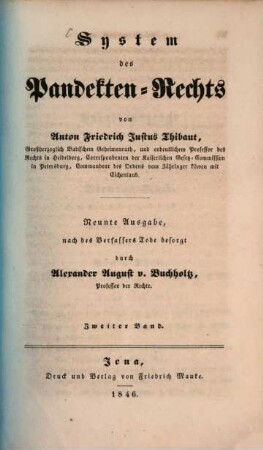 System
des
Pandekten-Rechts
von
Anton Friedrich Justus Thibaut,
Großherzoglich Badischem Geheimenrath, und ordentlichem Professor des
Rechts in Heidelberg, Correspondenten der Kaiserlichen Gesetz-Commission
in Petersburg, Commandeur des Ordens vom Zähringer Löwen mit
Eichenlaub.
Neunte Ausgabe,
nach des Verfassers Tode besorgt
durch
Alexander August v. Buchholtz,
Professor der Rechte.
Zweiter Band.
Jena,
Druck und Verlag von Friedrich Mauke.
1846.